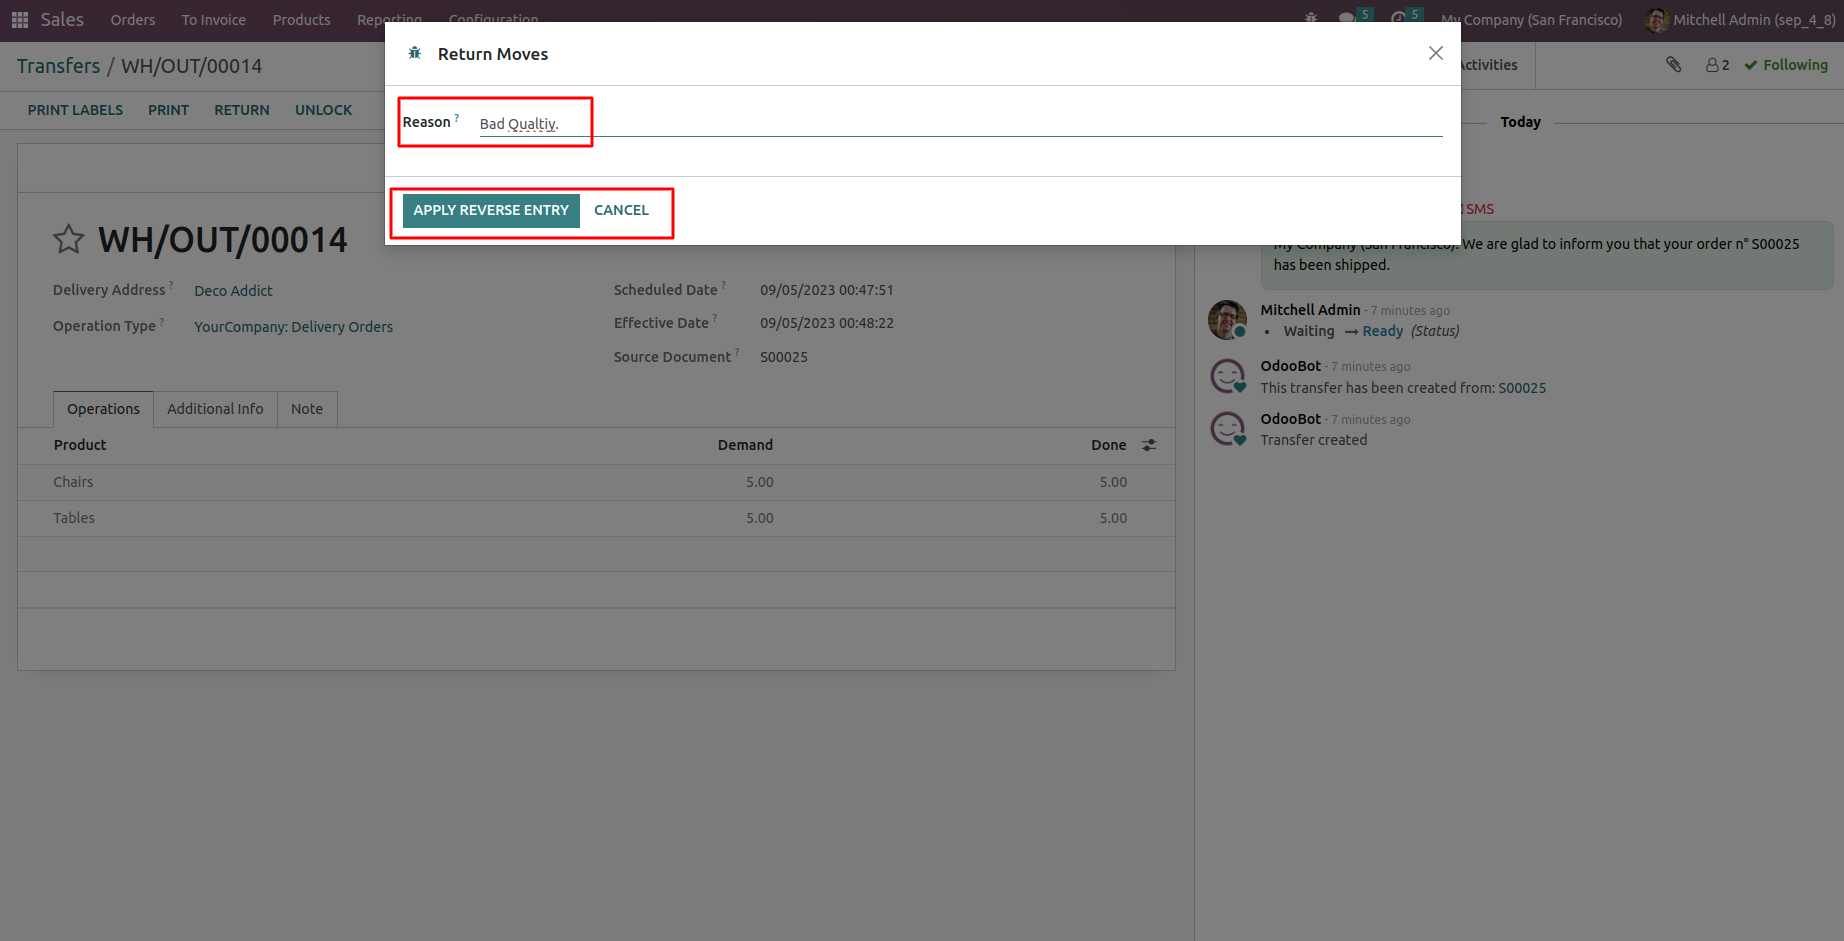 Sales Orders To Invoice Products Reporting Configuration 5 5 My Company (San Francisco) Mitchell Admin (sep_4_8)
Return Moves
Transfers / WH/OUT/00014 Activities 2 Following
PRINT LABELS PRINT RETURN UNLOCK
Reason ? Bad Qualtiy.
Today
APPLY REVERSE ENTRY CANCEL
SMS
WH/OUT/00014
My Company (San Francisco): We are glad to inform you that your order n° S00025
has been shipped.
Delivery Address ? Deco Addict
Scheduled Date ? 09/05/2023 00:47:51
Operation Type ? YourCompany: Delivery Orders
Effective Date ? 09/05/2023 00:48:22
Source Document ? S00025
Mitchell Admin - 7 minutes ago
• Waiting → Ready (Status)
OdooBot - 7 minutes ago
This transfer has been created from: S00025
OdooBot - 7 minutes ago
Transfer created
Operations Additional Info Note
Product Demand Done
Chairs 5.00 5.00
Tables 5.00 5.00